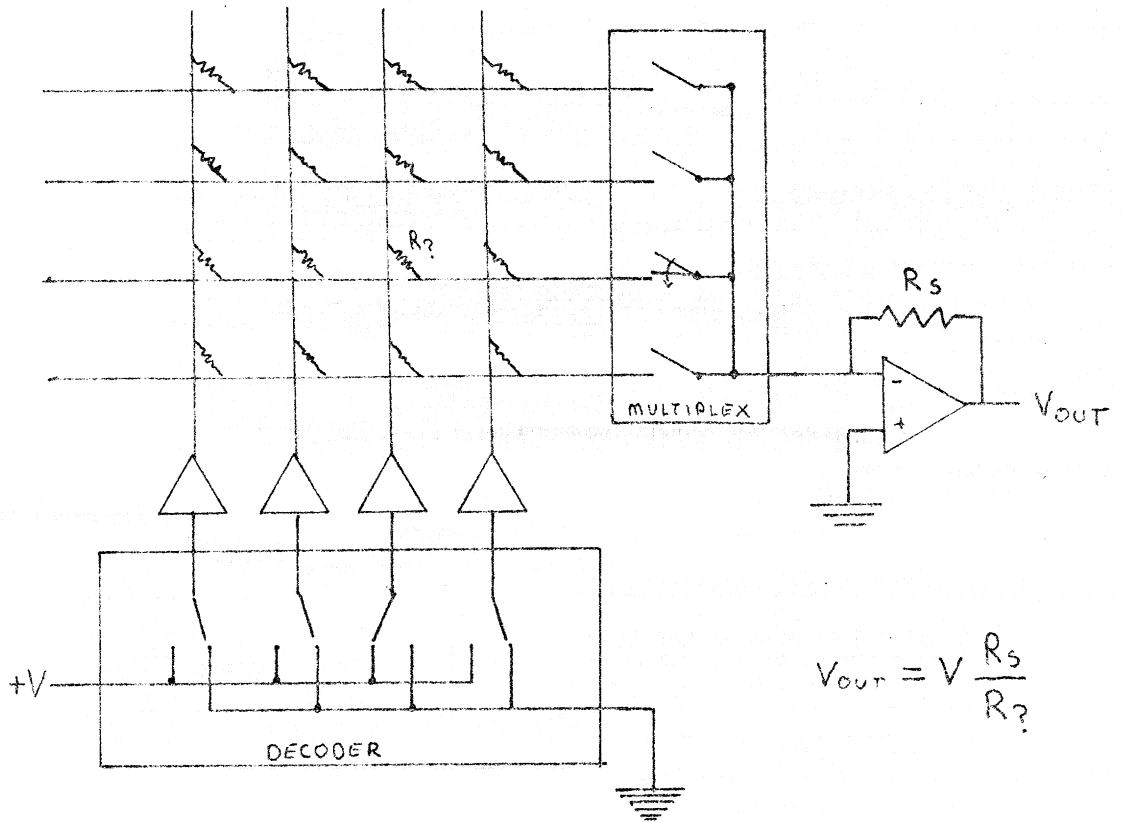 R?
Rs
-
+
VOUT
MULTIPLEX
+V
DECODER
VOUT = V Rs/R?